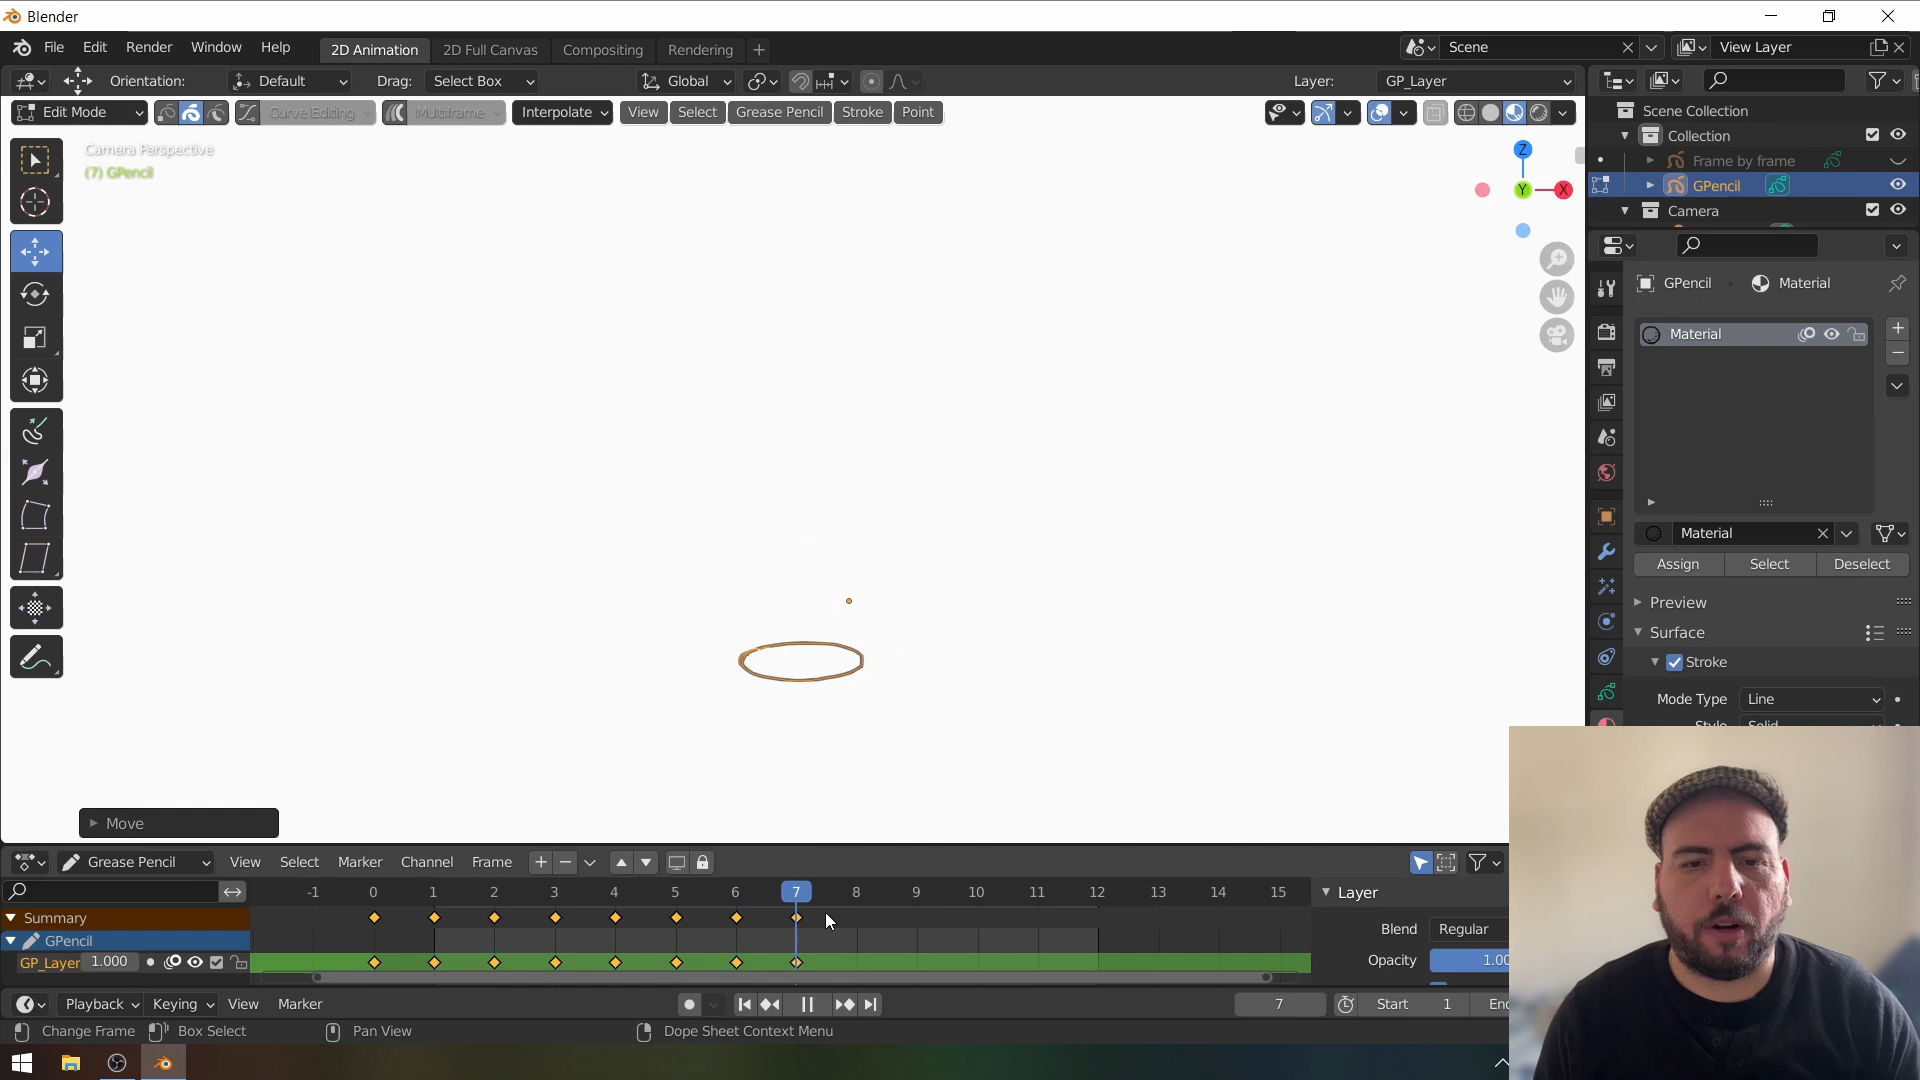 Blender
File Edit Render Window Help 2D Animation 2D Full Canvas Compositing Rendering + Scene View Layer
Orientation: Default Drag: Select Box Global Layer: GP_Layer
Edit Mode Curve Editing Multiframe Interpolate View Select Grease Pencil Stroke Point
Scene Collection
Collection
Frame by frame
GPencil
Camera
Camera Perspective
(7) GPencil
Z
Y
X
GPencil Material
Material
Material
Assign Select Deselect
Preview
Surface
Stroke
Mode Type Line
Move
Grease Pencil View Select Marker Channel Frame
-1 0 1 2 3 4 5 6 7 8 9 10 11 12 13 14 15
Layer
Summary
Blend Regular
GPencil
GP_Layer 1.000
Opacity 1.00
Playback Keying View Marker 7 Start 1
Change Frame Box Select Pan View Dope Sheet Context Menu